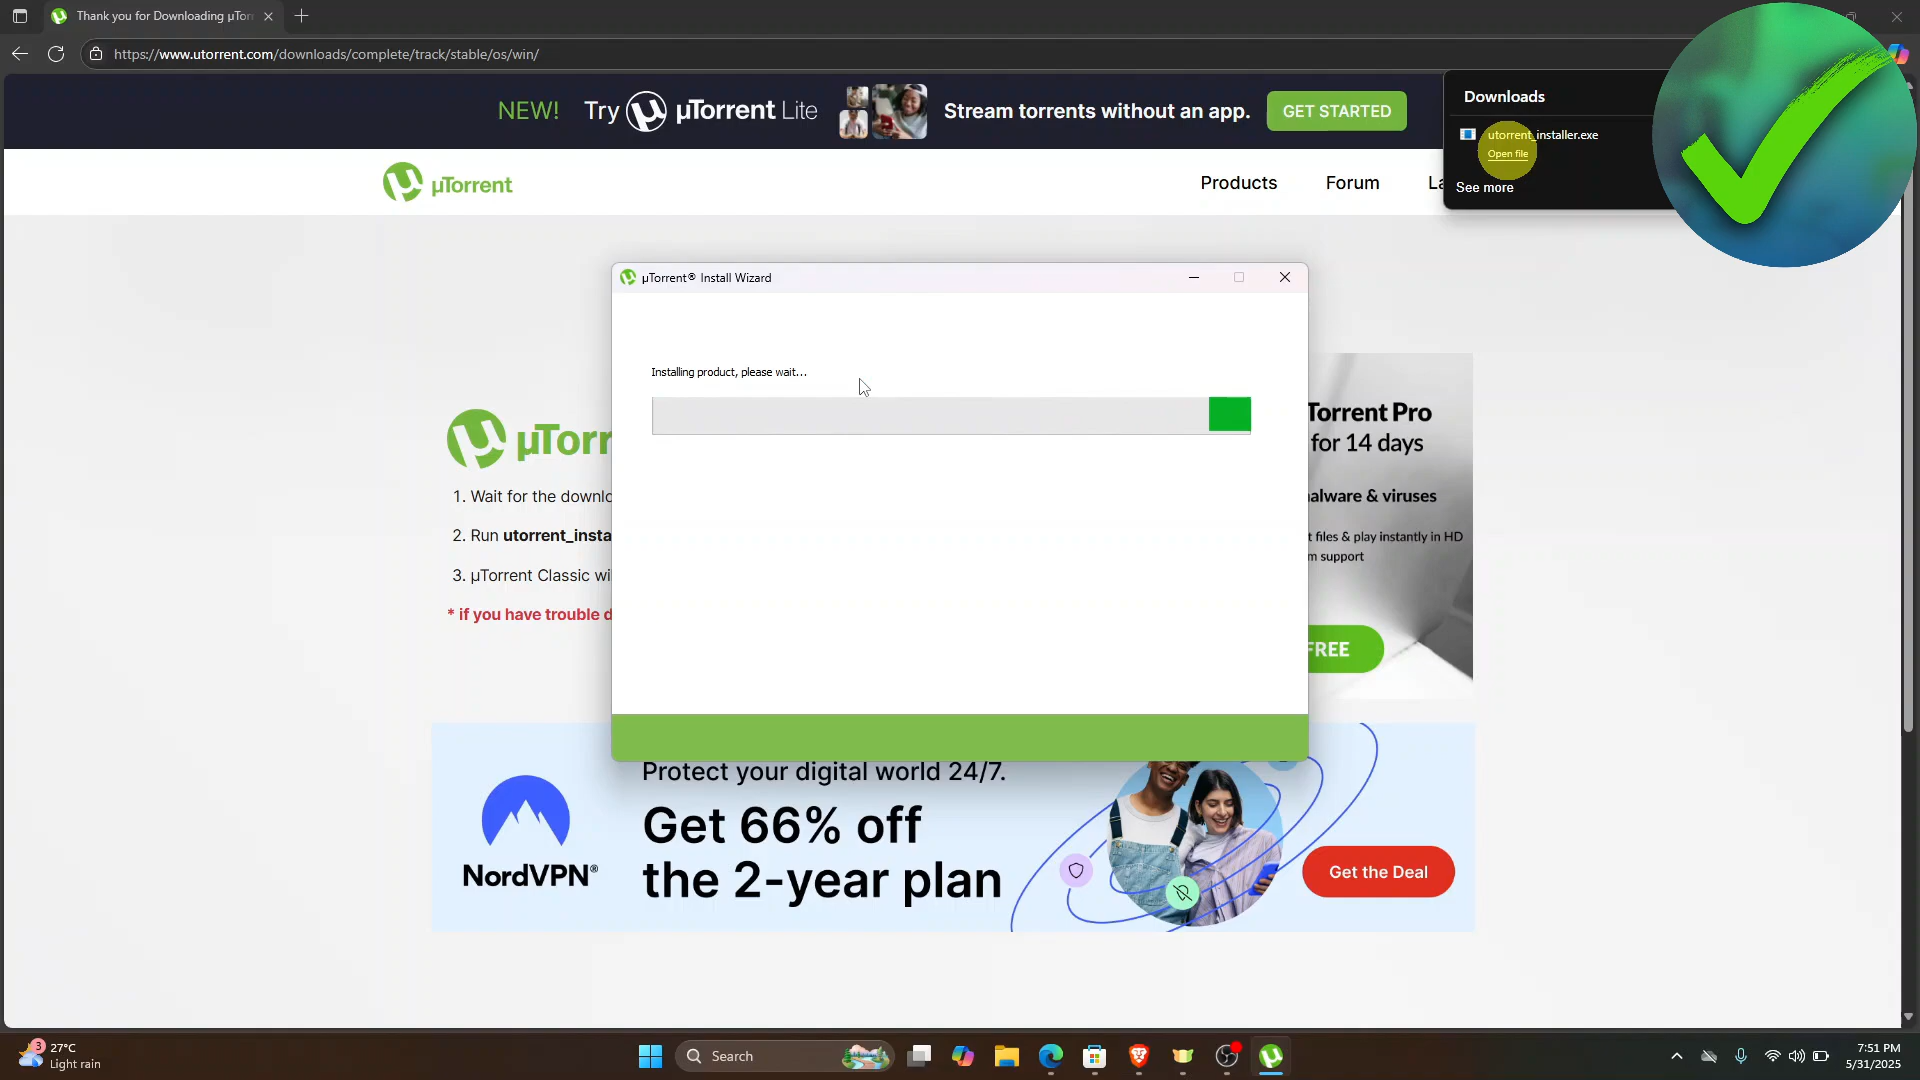 Thank you for Downloading µTor
https://www.utorrent.com/downloads/complete/track/stable/os/win/
NEW! Try µTorrent Lite Stream torrents without an app. GET STARTED
Downloads
utorrent_installer.exe
Open file
See more
µTorrent
Products Forum La
µTorrent® Install Wizard
Installing product, please wait...
µTorr
1. Wait for the downlo
2. Run utorrent_insta
3. µTorrent Classic wi
* if you have trouble d
Torrent Pro
for 14 days
alware & viruses
t files & play instantly in HD
m support
FREE
Protect your digital world 24/7.
Get 66% off
the 2-year plan
NordVPN®
Get the Deal
3
27°C
Light rain
Search
7:51 PM
5/31/2025